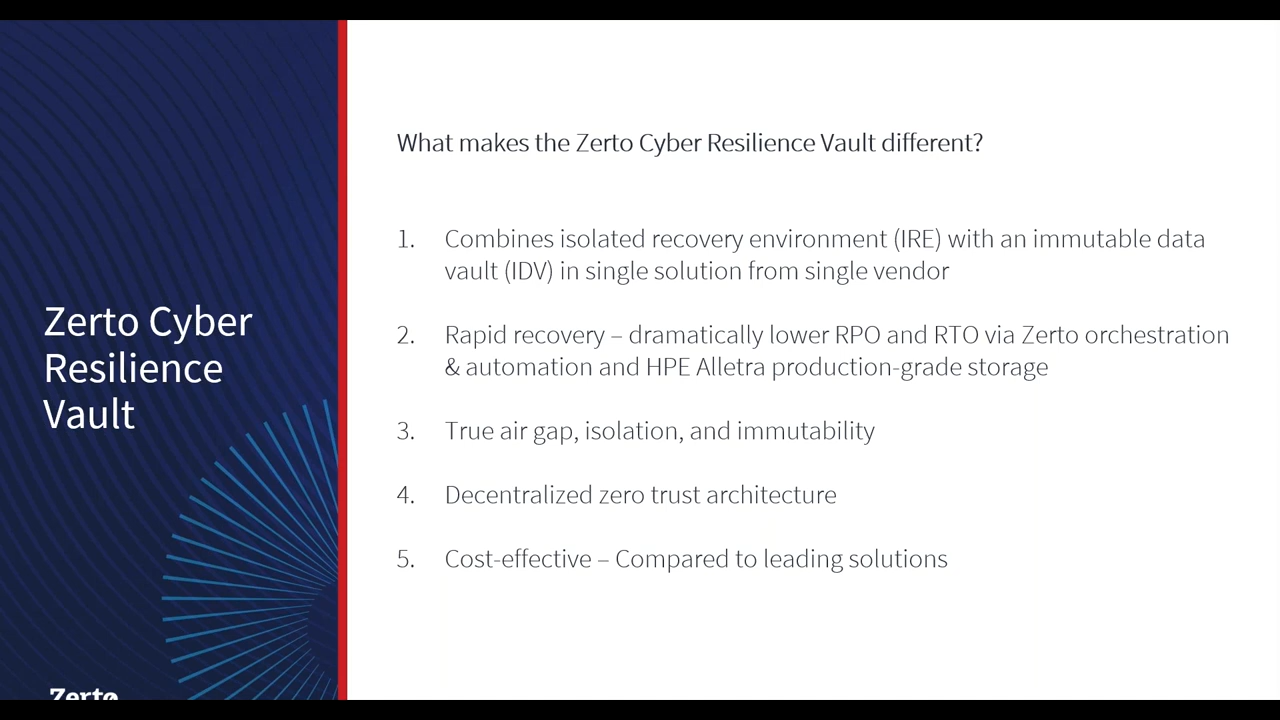 Zerto Cyber
Resilience
Vault
Zerto
What makes the Zerto Cyber Resilience Vault different?
1. Combines isolated recovery environment (IRE) with an immutable data
vault (IDV) in single solution from single vendor
2. Rapid recovery – dramatically lower RPO and RTO via Zerto orchestration
& automation and HPE Alletra production-grade storage
3. True air gap, isolation, and immutability
4. Decentralized zero trust architecture
5. Cost-effective – Compared to leading solutions